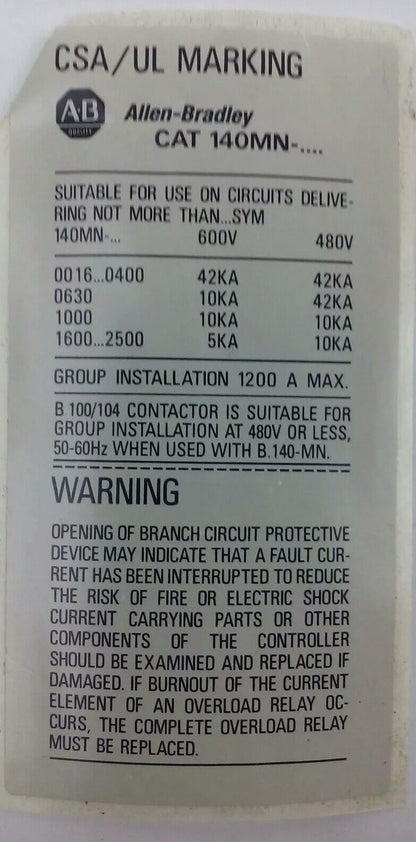 CSA/UL MARKING
AB
QUALITY
Allen-Bradley
CAT 140MN-....
SUITABLE FOR USE ON CIRCUITS DELIVE-
RING NOT MORE THAN...SYM
140MN-... 600V 480V
0016...0400 42KA 42KA
0630 10KA 42KA
1000 10KA 10KA
1600...2500 5KA 10KA
GROUP INSTALLATION 1200 A MAX.
B 100/104 CONTACTOR IS SUITABLE FOR
GROUP INSTALLATION AT 480V OR LESS,
50-60Hz WHEN USED WITH B.140-MN.
WARNING
OPENING OF BRANCH CIRCUIT PROTECTIVE
DEVICE MAY INDICATE THAT A FAULT CUR-
RENT HAS BEEN INTERRUPTED TO REDUCE
THE RISK OF FIRE OR ELECTRIC SHOCK
CURRENT CARRYING PARTS OR OTHER
COMPONENTS OF THE CONTROLLER
SHOULD BE EXAMINED AND REPLACED IF
DAMAGED. IF BURNOUT OF THE CURRENT
ELEMENT OF AN OVERLOAD RELAY OC-
CURS, THE COMPLETE OVERLOAD RELAY
MUST BE REPLACED.